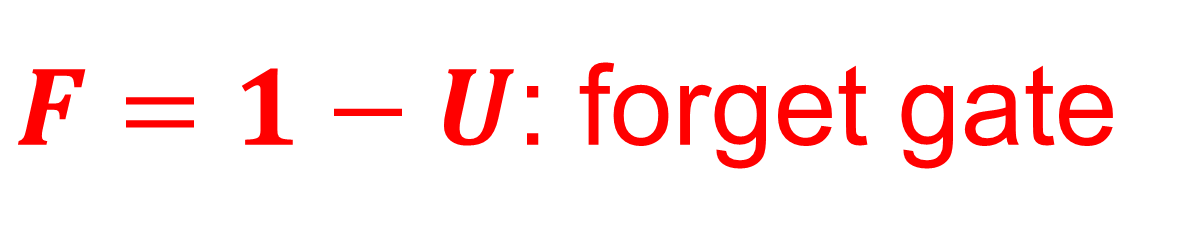 F = 1 − U: forget gate